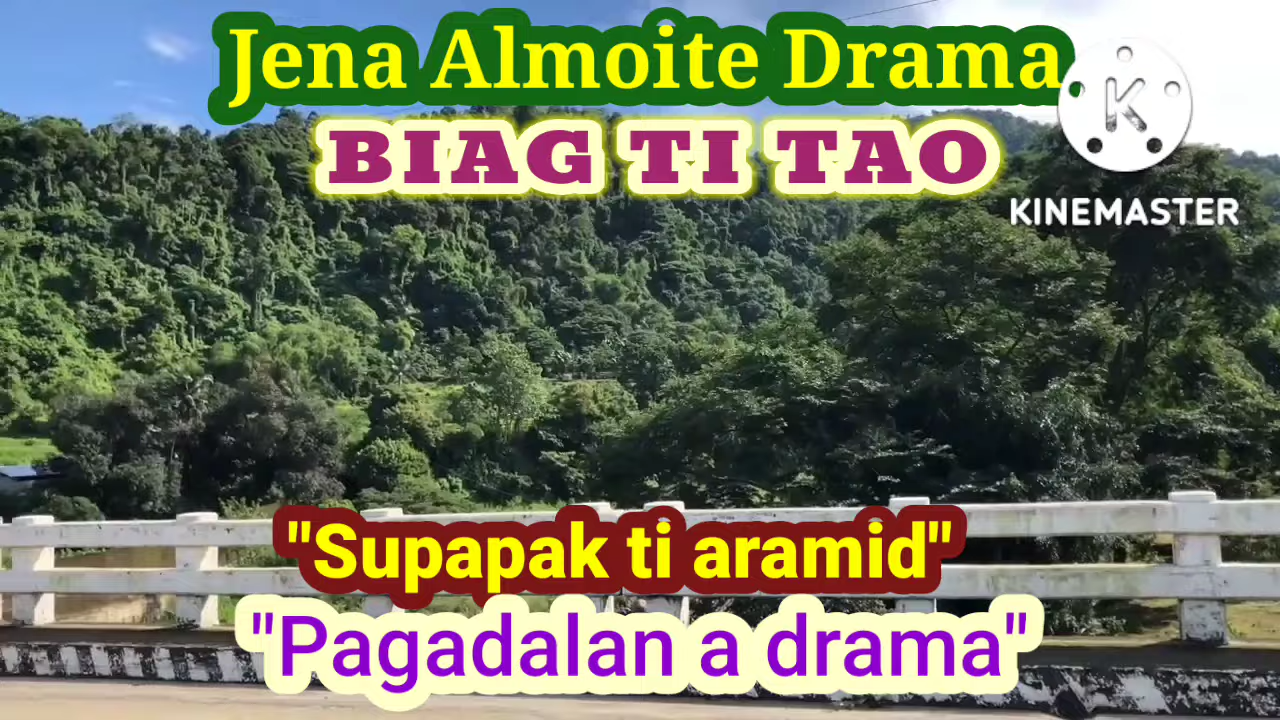 Jena Almoite Drama
BIAG TI TAO
K
KINEMASTER
"Supapak ti aramid"
"Pagadalan a drama"